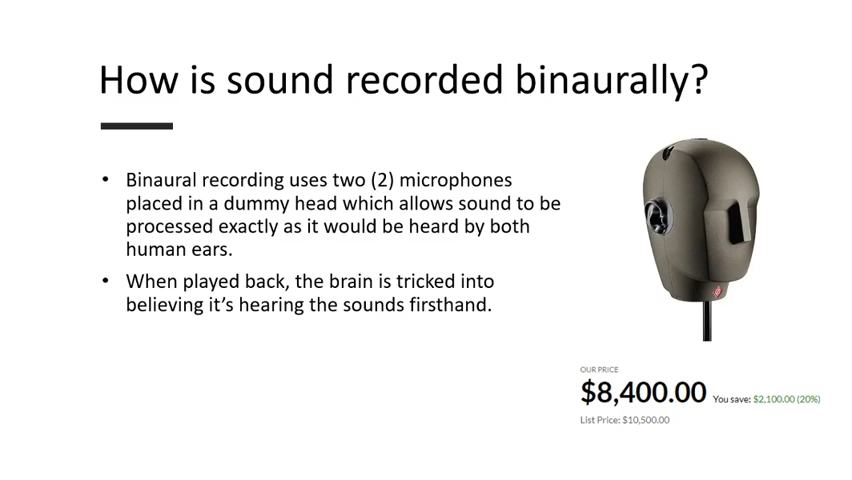 How is sound recorded binaurally?
• Binaural recording uses two (2) microphones
placed in a dummy head which allows sound to be
processed exactly as it would be heard by both
human ears.
• When played back, the brain is tricked into
believing it’s hearing the sounds firsthand.
OUR PRICE
$8,400.00 You save: $2,100.00 (20%)
List Price: $10,500.00